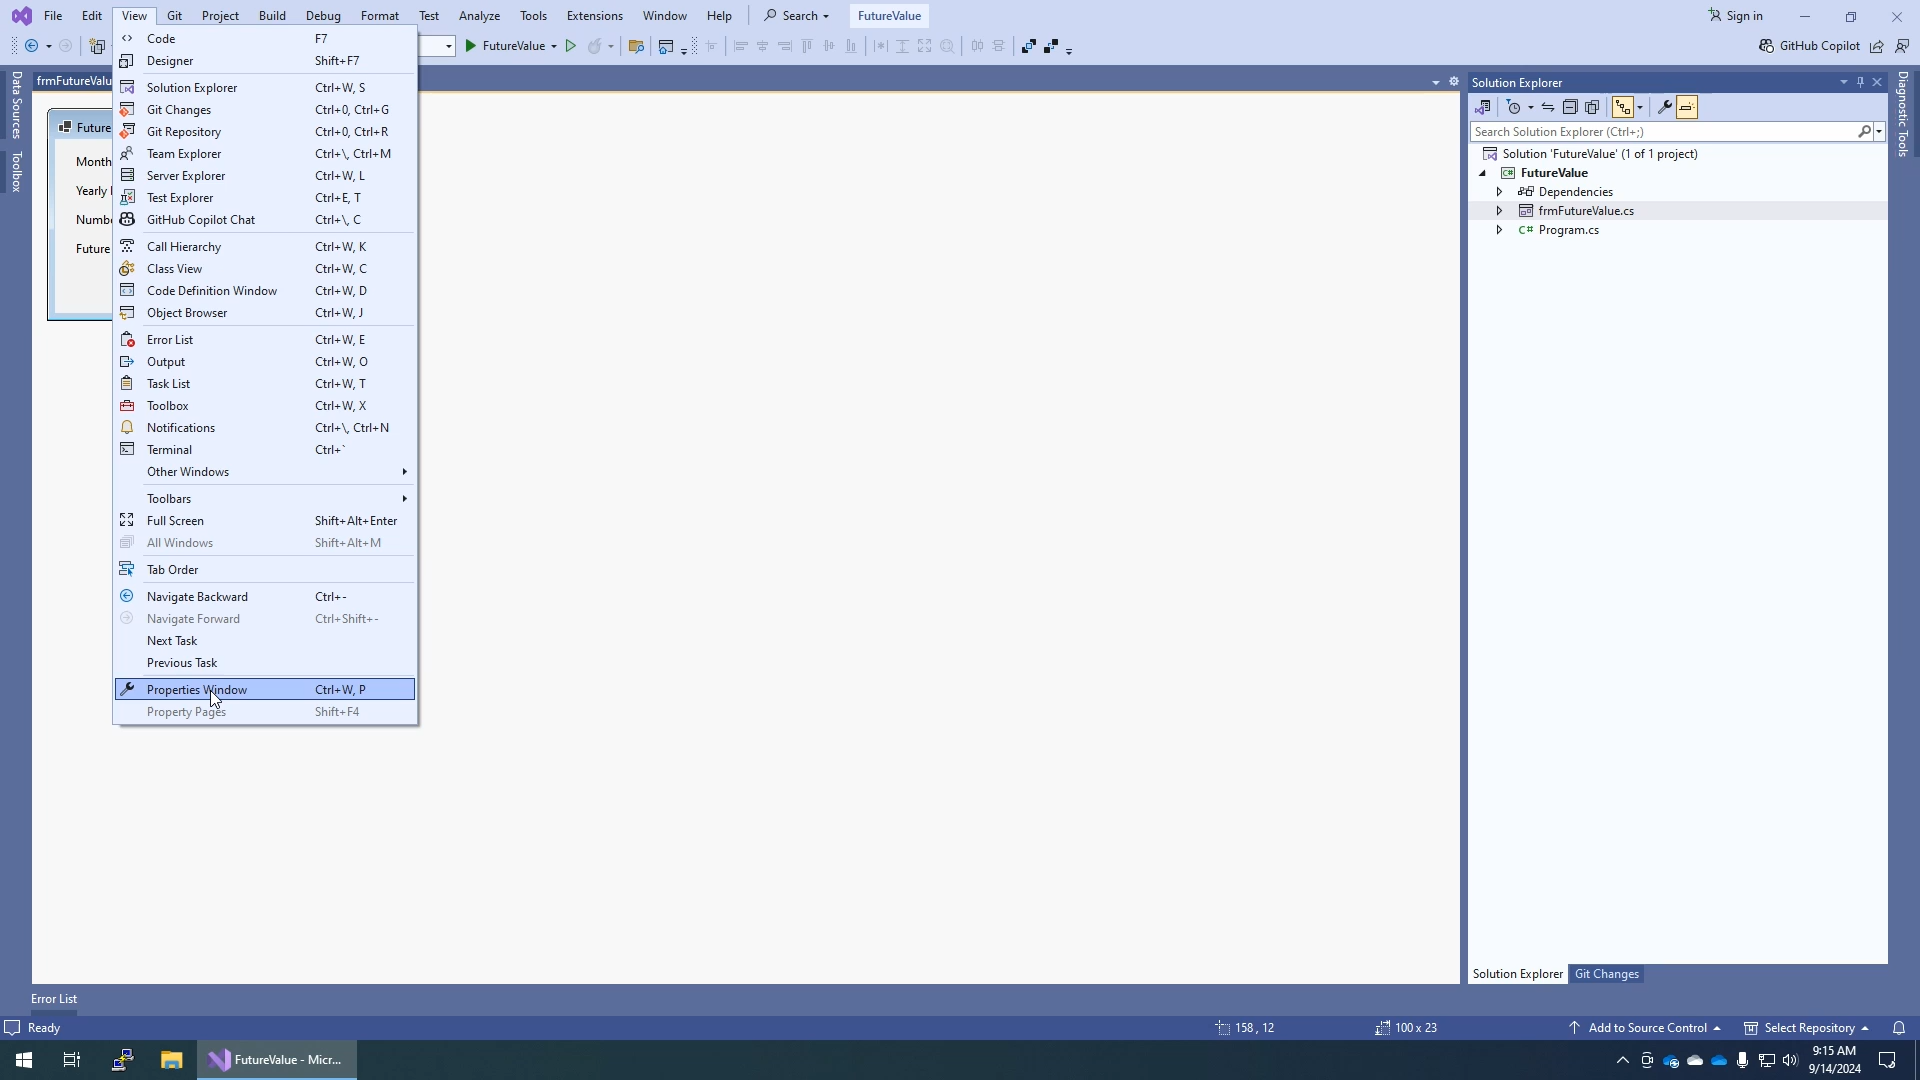 File Edit View Git Project Build Debug Format Test Analyze Tools Extensions Window Help Search FutureValue Sign in
FutureValue GitHub Copilot
Code F7
Designer Shift+F7
Solution Explorer Ctrl+W, S
Git Changes Ctrl+0, Ctrl+G
Git Repository Ctrl+0, Ctrl+R
Team Explorer Ctrl+\, Ctrl+M
Server Explorer Ctrl+W, L
Test Explorer Ctrl+E, T
GitHub Copilot Chat Ctrl+\, C
Call Hierarchy Ctrl+W, K
Class View Ctrl+W, C
Code Definition Window Ctrl+W, D
Object Browser Ctrl+W, J
Error List Ctrl+W, E
Output Ctrl+W, O
Task List Ctrl+W, T
Toolbox Ctrl+W, X
Notifications Ctrl+\, Ctrl+N
Terminal Ctrl+`
Other Windows
Toolbars
Full Screen Shift+Alt+Enter
All Windows Shift+Alt+M
Tab Order
Navigate Backward Ctrl+-
Navigate Forward Ctrl+Shift+-
Next Task
Previous Task
Properties Window Ctrl+W, P
Property Pages Shift+F4
Data Sources
Toolbox
frmFutureValu
Future
Month
Yearly
Numbe
Future
Solution Explorer
Search Solution Explorer (Ctrl+;)
Solution 'FutureValue' (1 of 1 project)
C# FutureValue
Dependencies
frmFutureValue.cs
C# Program.cs
Diagnostic Tools
Solution Explorer Git Changes
Error List
Ready 158 , 12 100 x 23 Add to Source Control Select Repository
FutureValue - Micr... 9:15 AM
9/14/2024